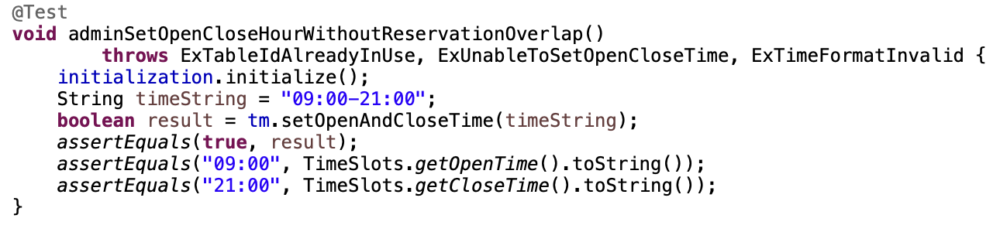 @Test
void adminSetOpenCloseHourWithoutReservationOverlap()
        throws ExTableIdAlreadyInUse, ExUnableToSetOpenCloseTime, ExTimeFormatInvalid {
    initialization.initialize();
    String timeString = "09:00-21:00";
    boolean result = tm.setOpenAndCloseTime(timeString);
    assertEquals(true, result);
    assertEquals("09:00", TimeSlots.getOpenTime().toString());
    assertEquals("21:00", TimeSlots.getCloseTime().toString());
}